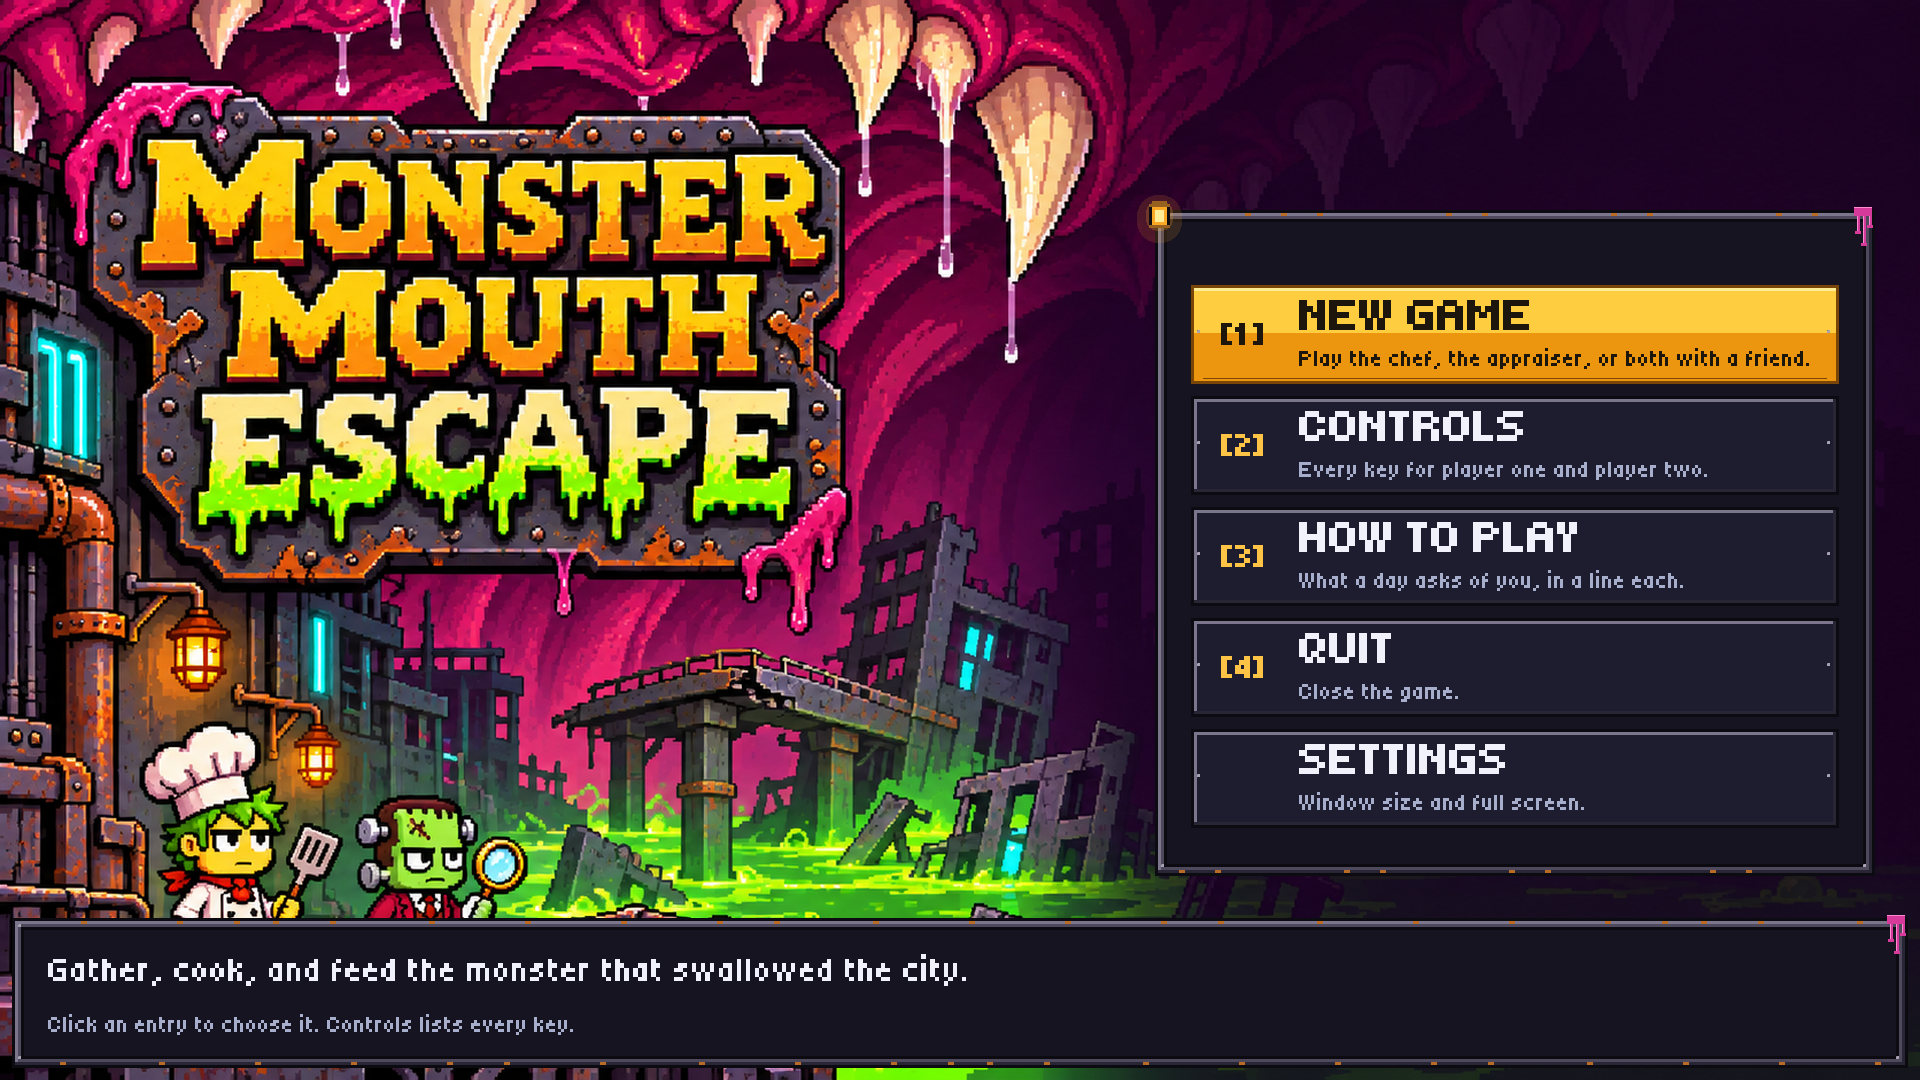 MONSTER
MOUTH
ESCAPE
[1] NEW GAME
Play the chef, the appraiser, or both with a friend.
[2] CONTROLS
Every key for player one and player two.
[3] HOW TO PLAY
What a day asks of you, in a line each.
[4] QUIT
Close the game.
SETTINGS
Window size and full screen.
Gather, cook, and feed the monster that swallowed the city.
Click an entry to choose it. Controls lists every key.